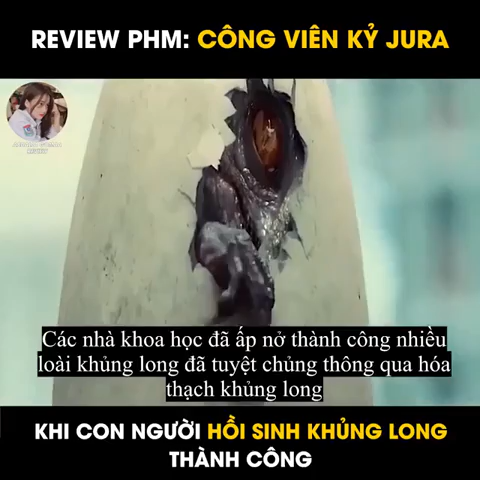 REVIEW PHM: CÔNG VIÊN KỶ JURA
REVIEW
Các nhà khoa học đã ấp nở thành công nhiều
loài khủng long đã tuyệt chủng thông qua hóa
thạch khủng long
KHI CON NGƯỜI HỒI SINH KHỦNG LONG
THÀNH CÔNG